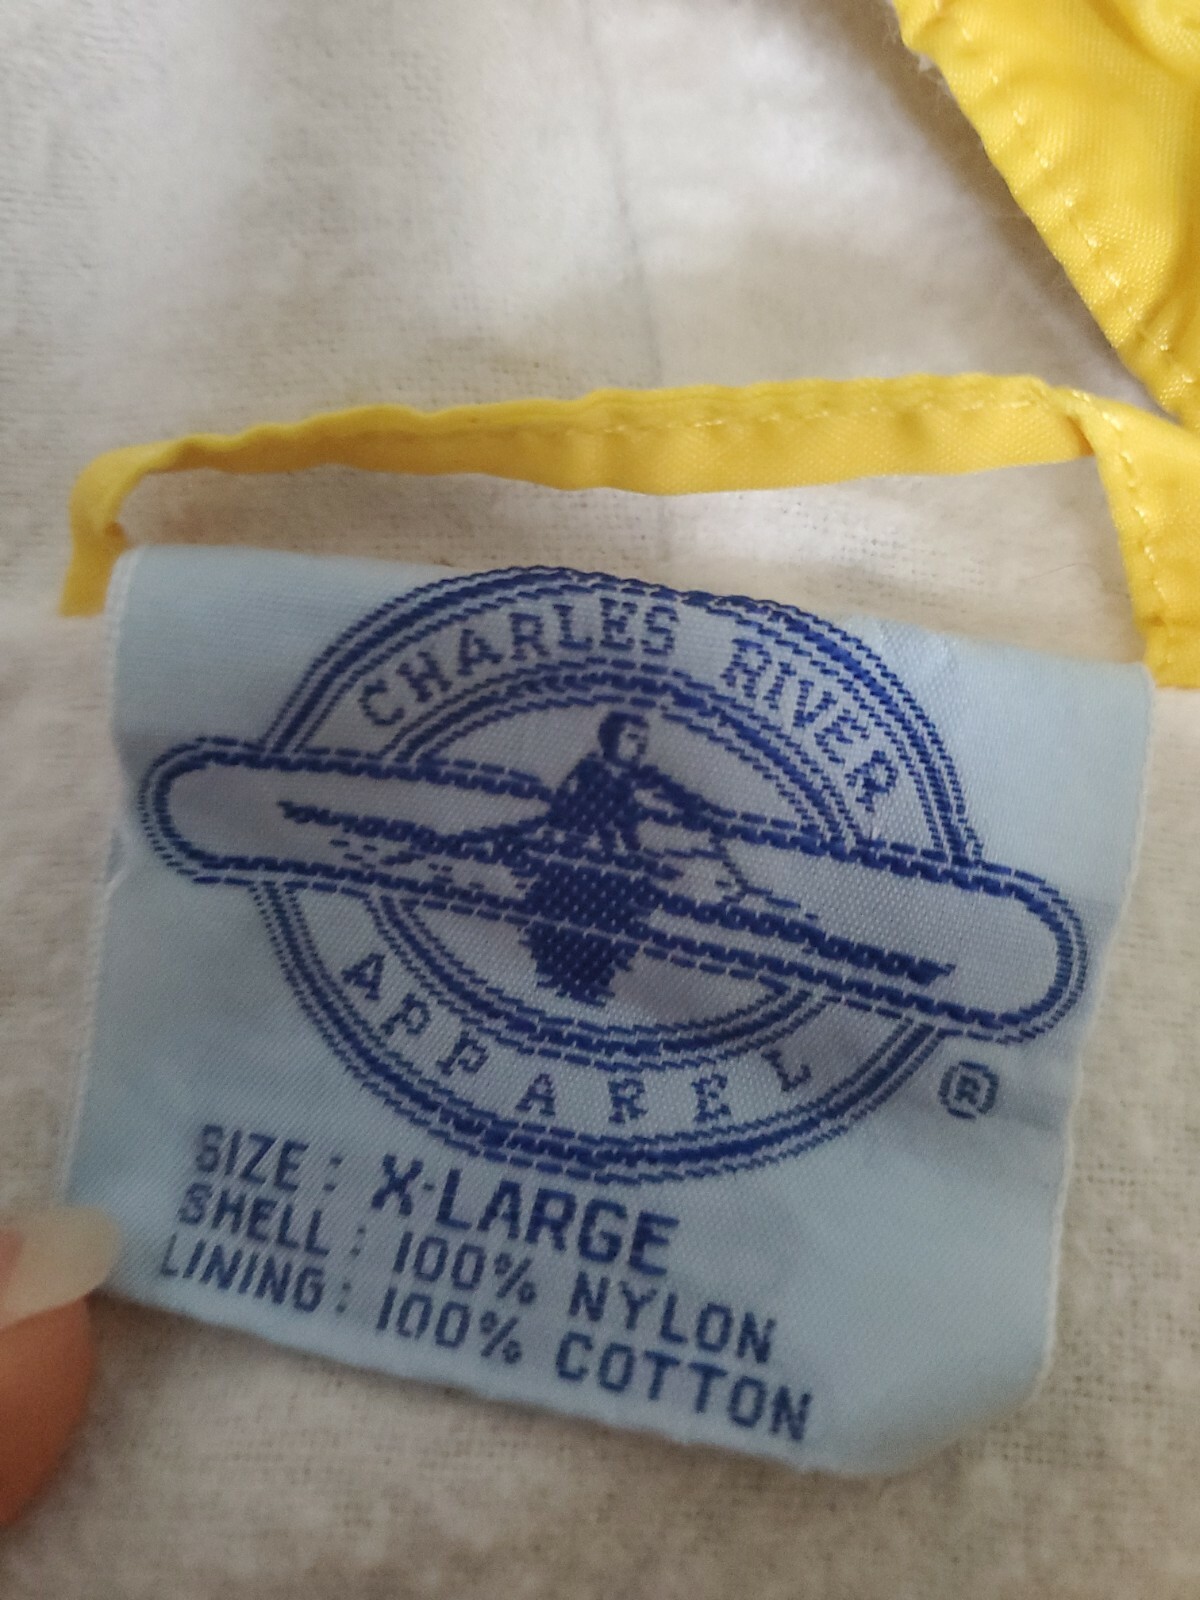 CHARLES RIVER
APPAREL
®
SIZE : X-LARGE
SHELL : 100% NYLON
LINING : 100% COTTON